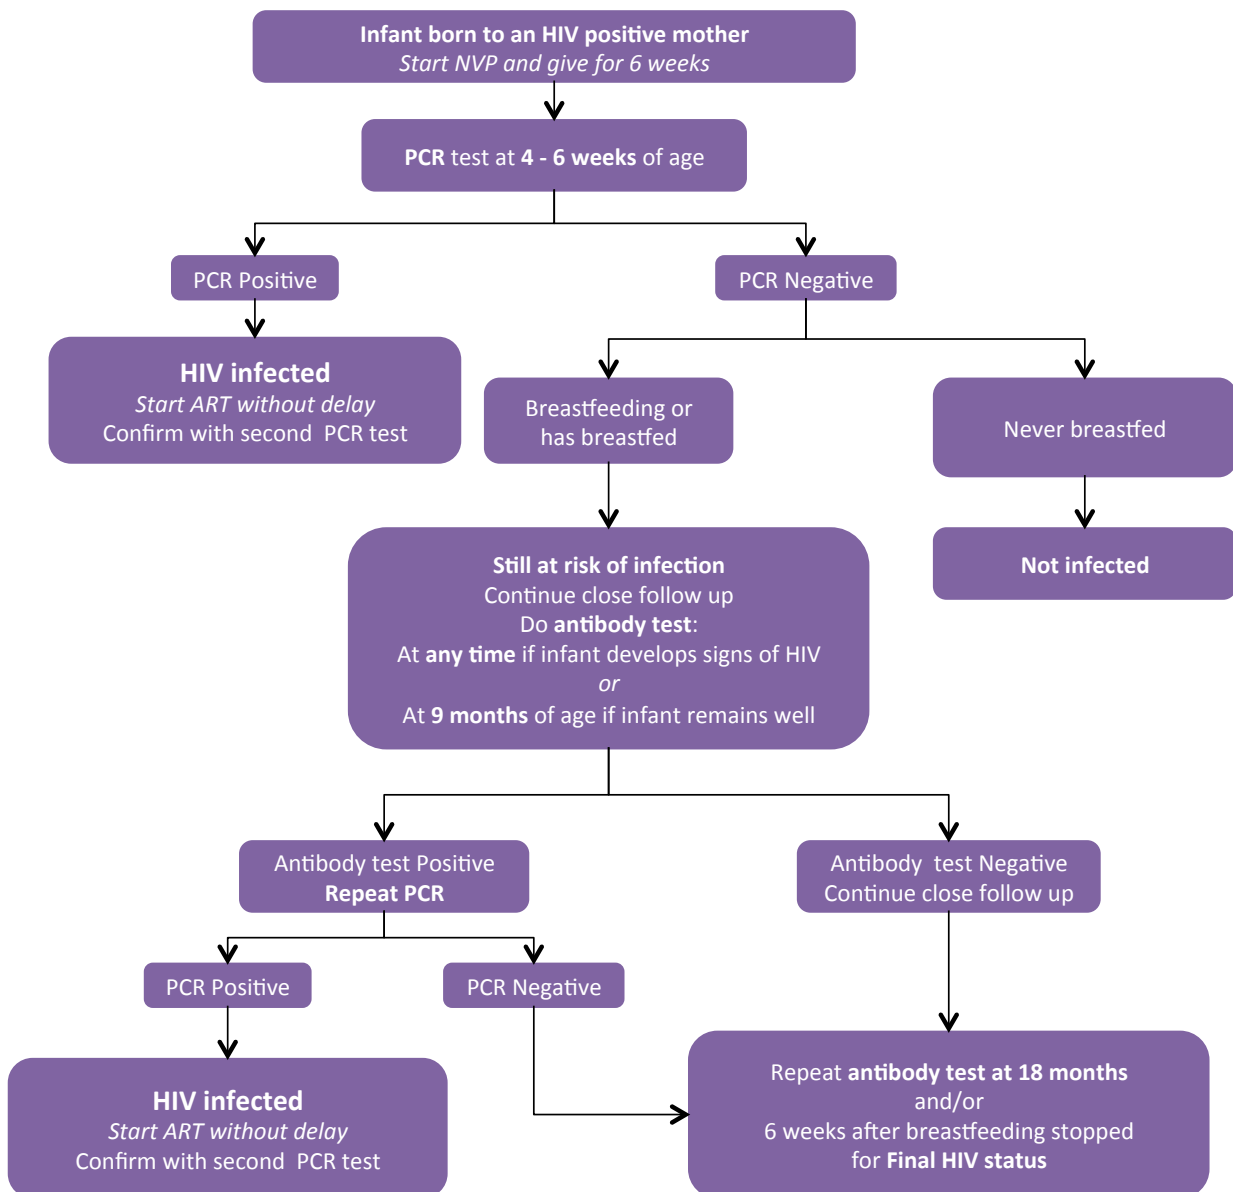 Infant born to an HIV positive mother
Start NVP and give for 6 weeks
PCR test at 4 - 6 weeks of age
PCR Positive
PCR Negative
HIV infected
Start ART without delay
Confirm with second PCR test
Breastfeeding or
has breastfed
Never breastfed
Still at risk of infection
Continue close follow up
Do antibody test:
At any time if infant develops signs of HIV
or
At 9 months of age if infant remains well
Not infected
Antibody test Positive
Repeat PCR
Antibody test Negative
Continue close follow up
PCR Positive
PCR Negative
HIV infected
Start ART without delay
Confirm with second PCR test
Repeat antibody test at 18 months
and/or
6 weeks after breastfeeding stopped
for Final HIV status